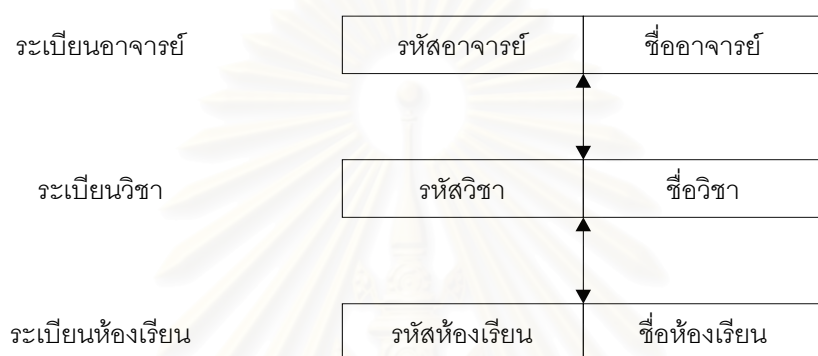 ระเบียนอาจารย์ รหัสอาจารย์ ชื่ออาจารย์
ระเบียนวิชา รหัสวิชา ชื่อวิชา
ระเบียนห้องเรียน รหัสห้องเรียน ชื่อห้องเรียน